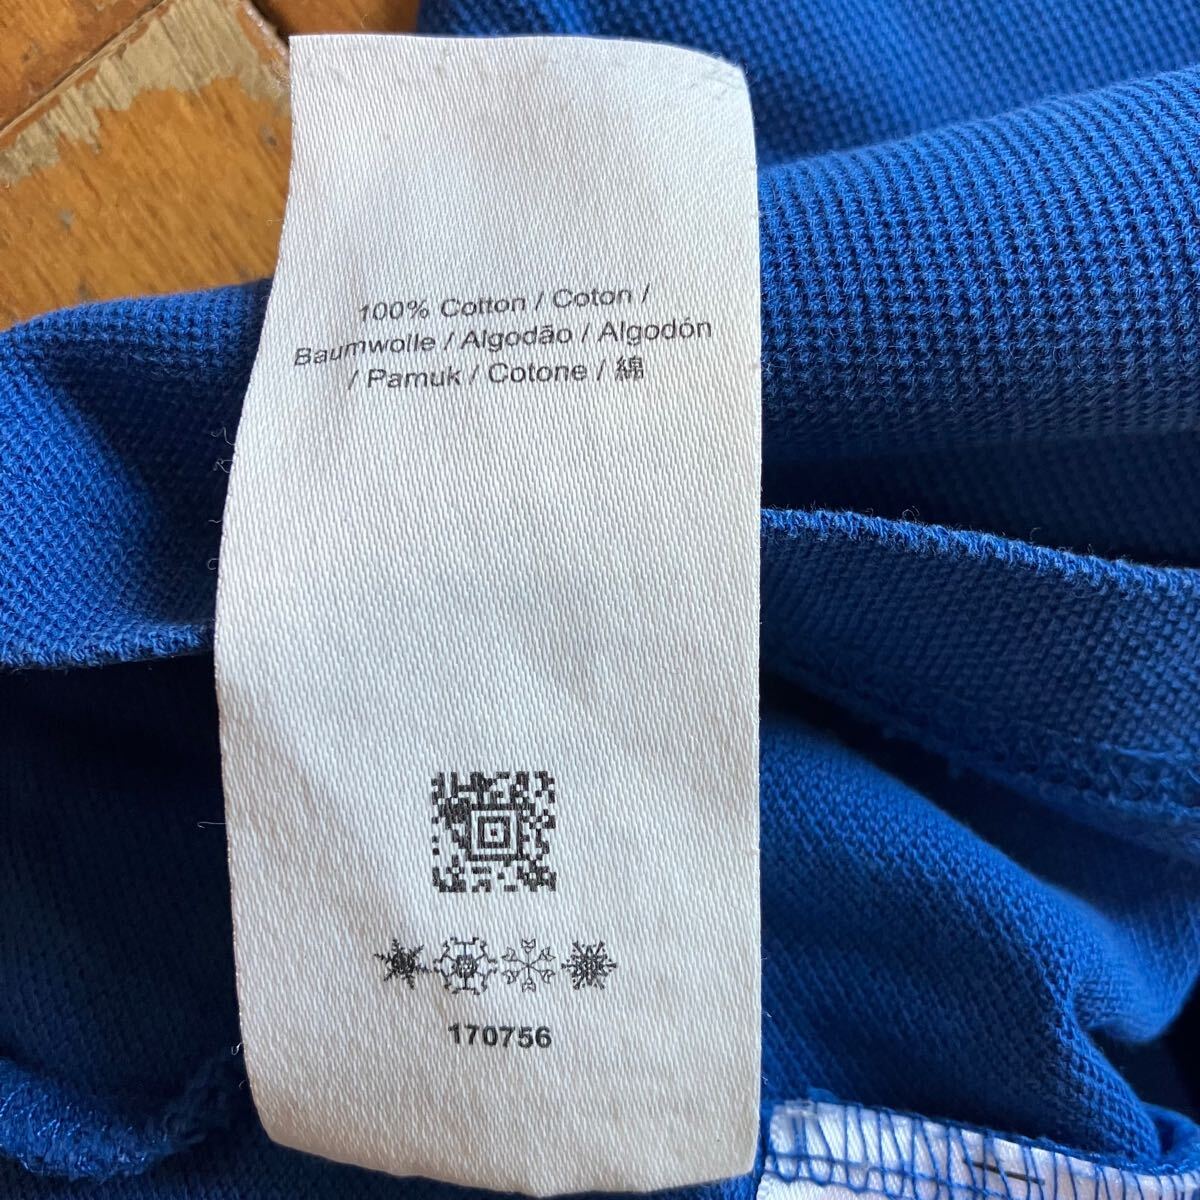 100% Cotton / Coton /
Baumwolle / Algodão / Algodón
/ Pamuk / Cotone / 綿
170756